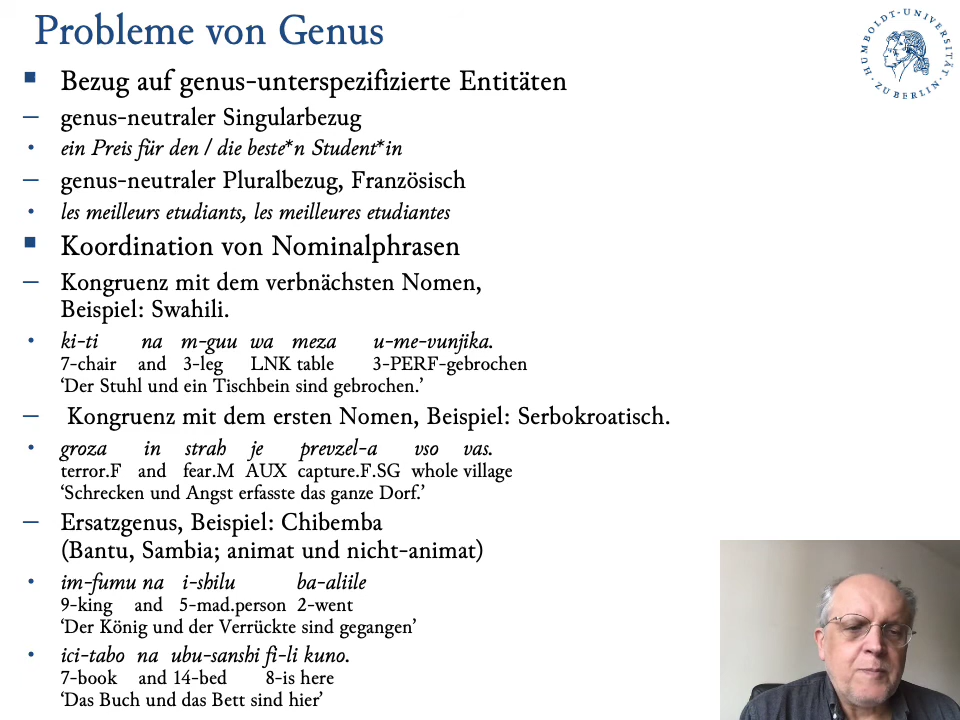 Probleme von Genus
HUMBOLDT-UNIVERSITÄT ZU BERLIN
Bezug auf genus-unterspezifizierte Entitäten
genus-neutraler Singularbezug
ein Preis für den / die beste*n Student*in
genus-neutraler Pluralbezug, Französisch
les meilleurs etudiants, les meilleures etudiantes
Koordination von Nominalphrasen
Kongruenz mit dem verbnächsten Nomen,
Beispiel: Swahili.
ki-ti na m-guu wa meza u-me-vunjika.
7-chair and 3-leg LNK table 3-PERF-gebrochen
‘Der Stuhl und ein Tischbein sind gebrochen.’
Kongruenz mit dem ersten Nomen, Beispiel: Serbokroatisch.
groza in strah je prevzel-a vso vas.
terror.F and fear.M AUX capture.F.SG whole village
‘Schrecken und Angst erfasste das ganze Dorf.’
Ersatzgenus, Beispiel: Chibemba
(Bantu, Sambia; animat und nicht-animat)
im-fumu na i-shilu ba-aliile
9-king and 5-mad.person 2-went
‘Der König und der Verrückte sind gegangen’
ici-tabo na ubu-sanshi fi-li kuno.
7-book and 14-bed 8-is here
‘Das Buch und das Bett sind hier’